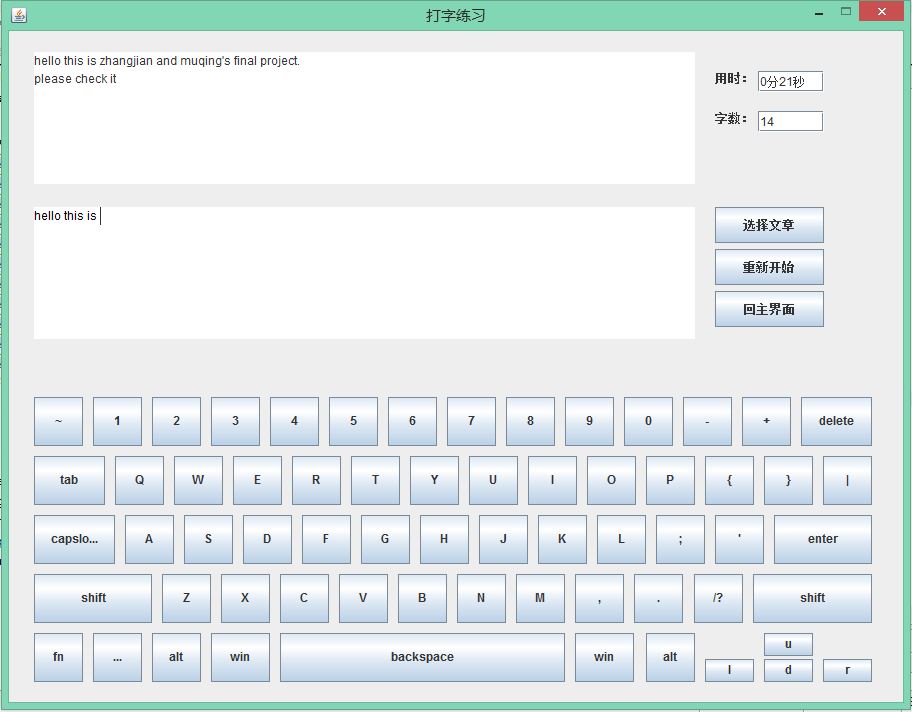 打字练习
hello this is zhangjian and muqing's final project.
please check it
用时： 0分21秒
字数： 14
hello this is
选择文章
重新开始
回主界面
~ 1 2 3 4 5 6 7 8 9 0 - + delete
tab Q W E R T Y U I O P { } |
capslo... A S D F G H J K L ; ' enter
shift Z X C V B N M , . /? shift
fn ... alt win backspace win alt
u
l d r